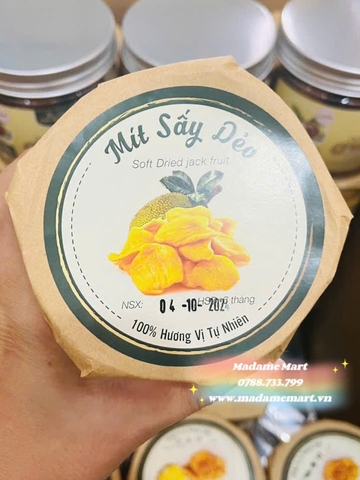 Mít Sấy Dẻo
Soft Dried jack fruit
NSX: 04 -10- 202 tháng
100% Hương Vị Tự Nhiên
Madame Mart
0788.733.799
www.madamemart.vn